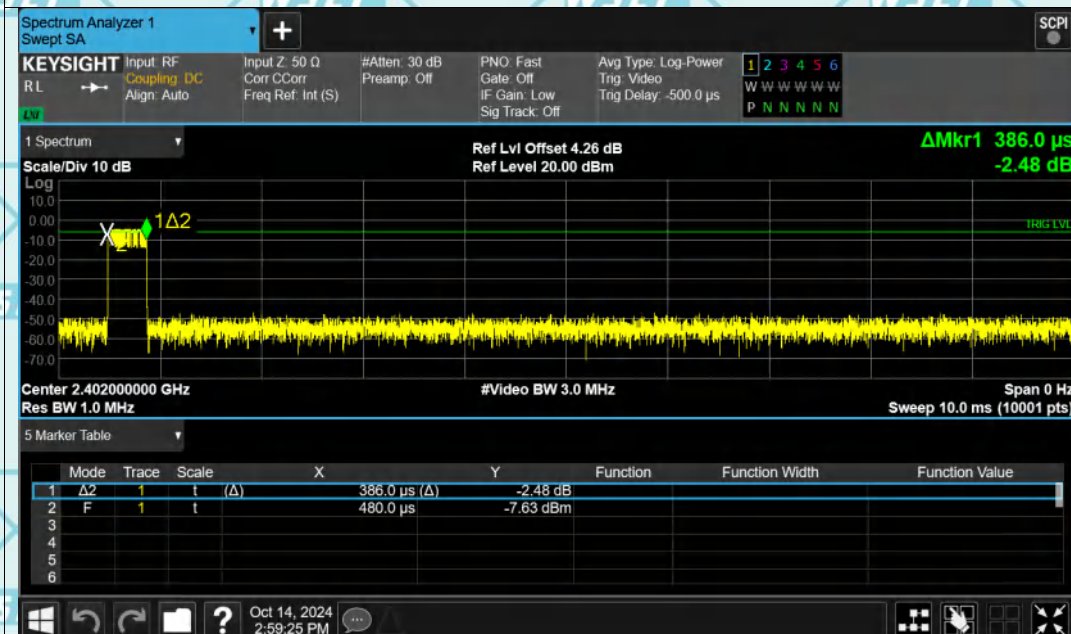 Spectrum Analyzer 1
Swept SA
+
SCPI
KEYSIGHT Input: RF Input Z: 50 Ω #Atten: 30 dB PNO: Fast Avg Type: Log-Power 1 2 3 4 5 6
RL Coupling: DC Corr CCorr Preamp: Off Gate: Off Trig: Video W W W W W W
Align: Auto Freq Ref: Int (S) IF Gain: Low Trig Delay: -500.0 µs P N N N N N
LXI Sig Track: Off
1 Spectrum Ref Lvl Offset 4.26 dB ΔMkr1 386.0 µs
Scale/Div 10 dB Ref Level 20.00 dBm -2.48 dB
Log
10.0
0.00 1Δ2 TRIG LVL
-10.0
-20.0
-30.0
-40.0
-50.0
-60.0
-70.0
Center 2.402000000 GHz #Video BW 3.0 MHz Span 0 Hz
Res BW 1.0 MHz Sweep 10.0 ms (10001 pts)
5 Marker Table
Mode Trace Scale X Y Function Function Width Function Value
1 Δ2 1 t (Δ) 386.0 µs (Δ) -2.48 dB
2 F 1 t 480.0 µs -7.63 dBm
3
4
5
6
? Oct 14, 2024
2:59:25 PM